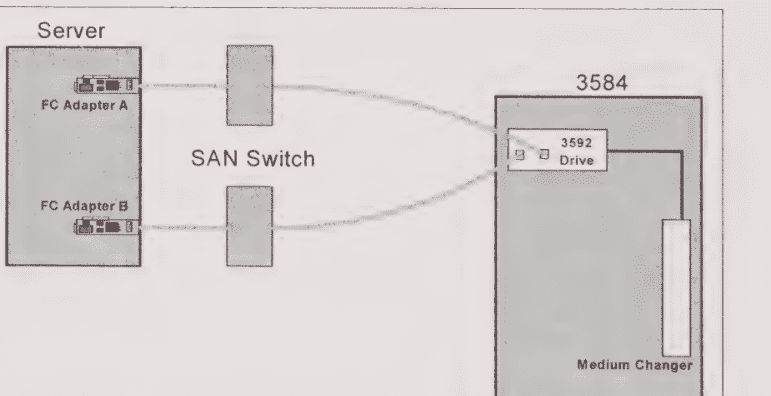 Server
3584
FC Adapter A
3592
Drive
SAN Switch
FC Adapter B
Medium Changer